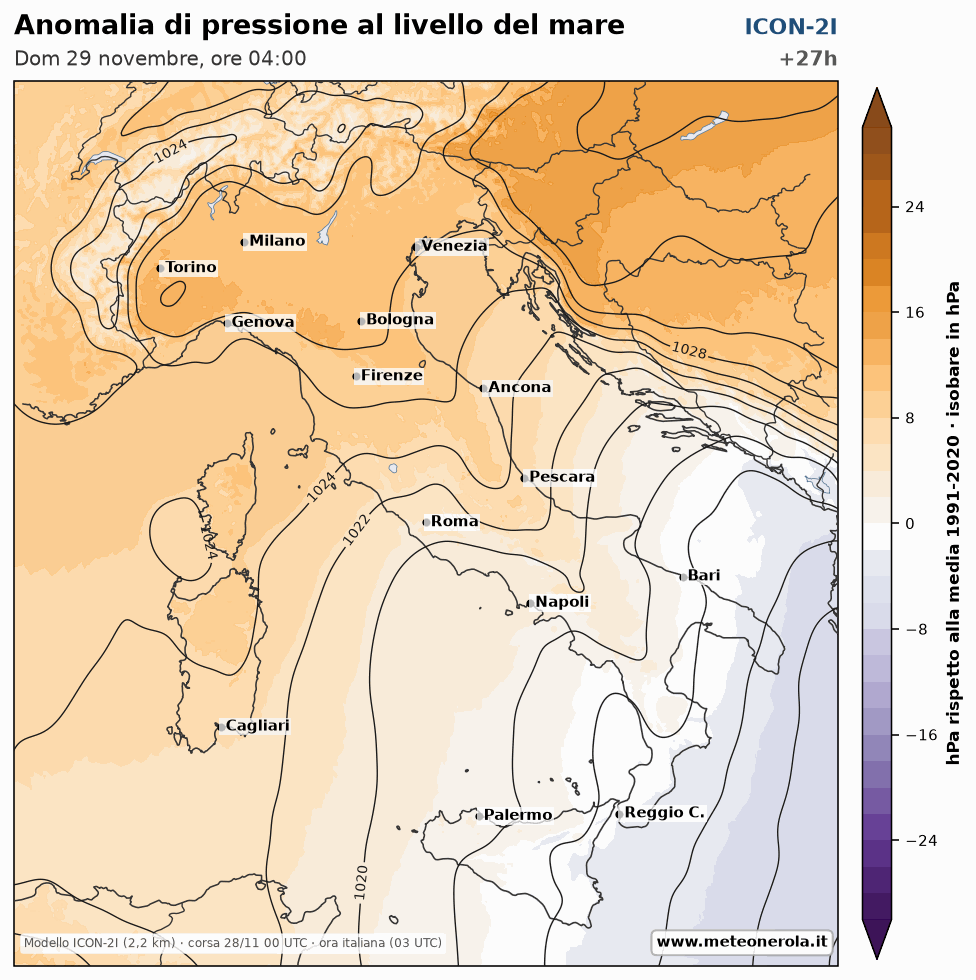 Anomalia di pressione al livello del mare
ICON-2I
Dom 29 novembre, ore 04:00
+27h
1024
Milano
Venezia
Torino
Genova
Bologna
1028
Firenze
Ancona
1024
Pescara
1022
Roma
1024
Bari
Napoli
Cagliari
Palermo
Reggio C.
1020
Modello ICON-2I (2,2 km) · corsa 28/11 00 UTC · ora italiana (03 UTC)
www.meteonerola.it
24
16
8
0
−8
−16
−24
hPa rispetto alla media 1991-2020 · isobare in hPa